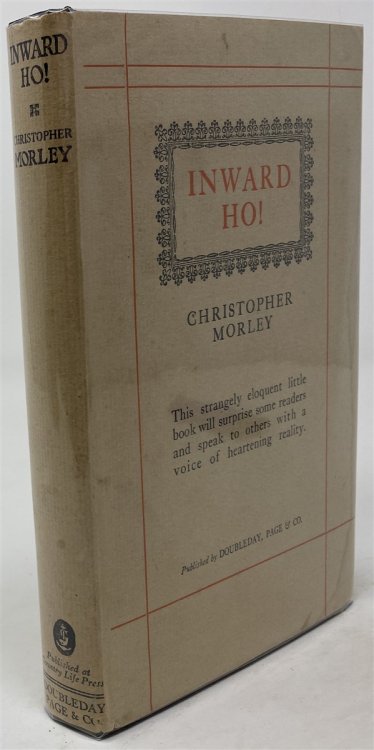 INWARD
HO!
CHRISTOPHER
MORLEY
Published at
Country Life Press
DOUBLEDAY
PAGE & CO.
INWARD
HO!
CHRISTOPHER
MORLEY
This strangely eloquent little
book will surprise some readers
and speak to others with a
voice of heartening reality.
Published by DOUBLEDAY, PAGE & CO.